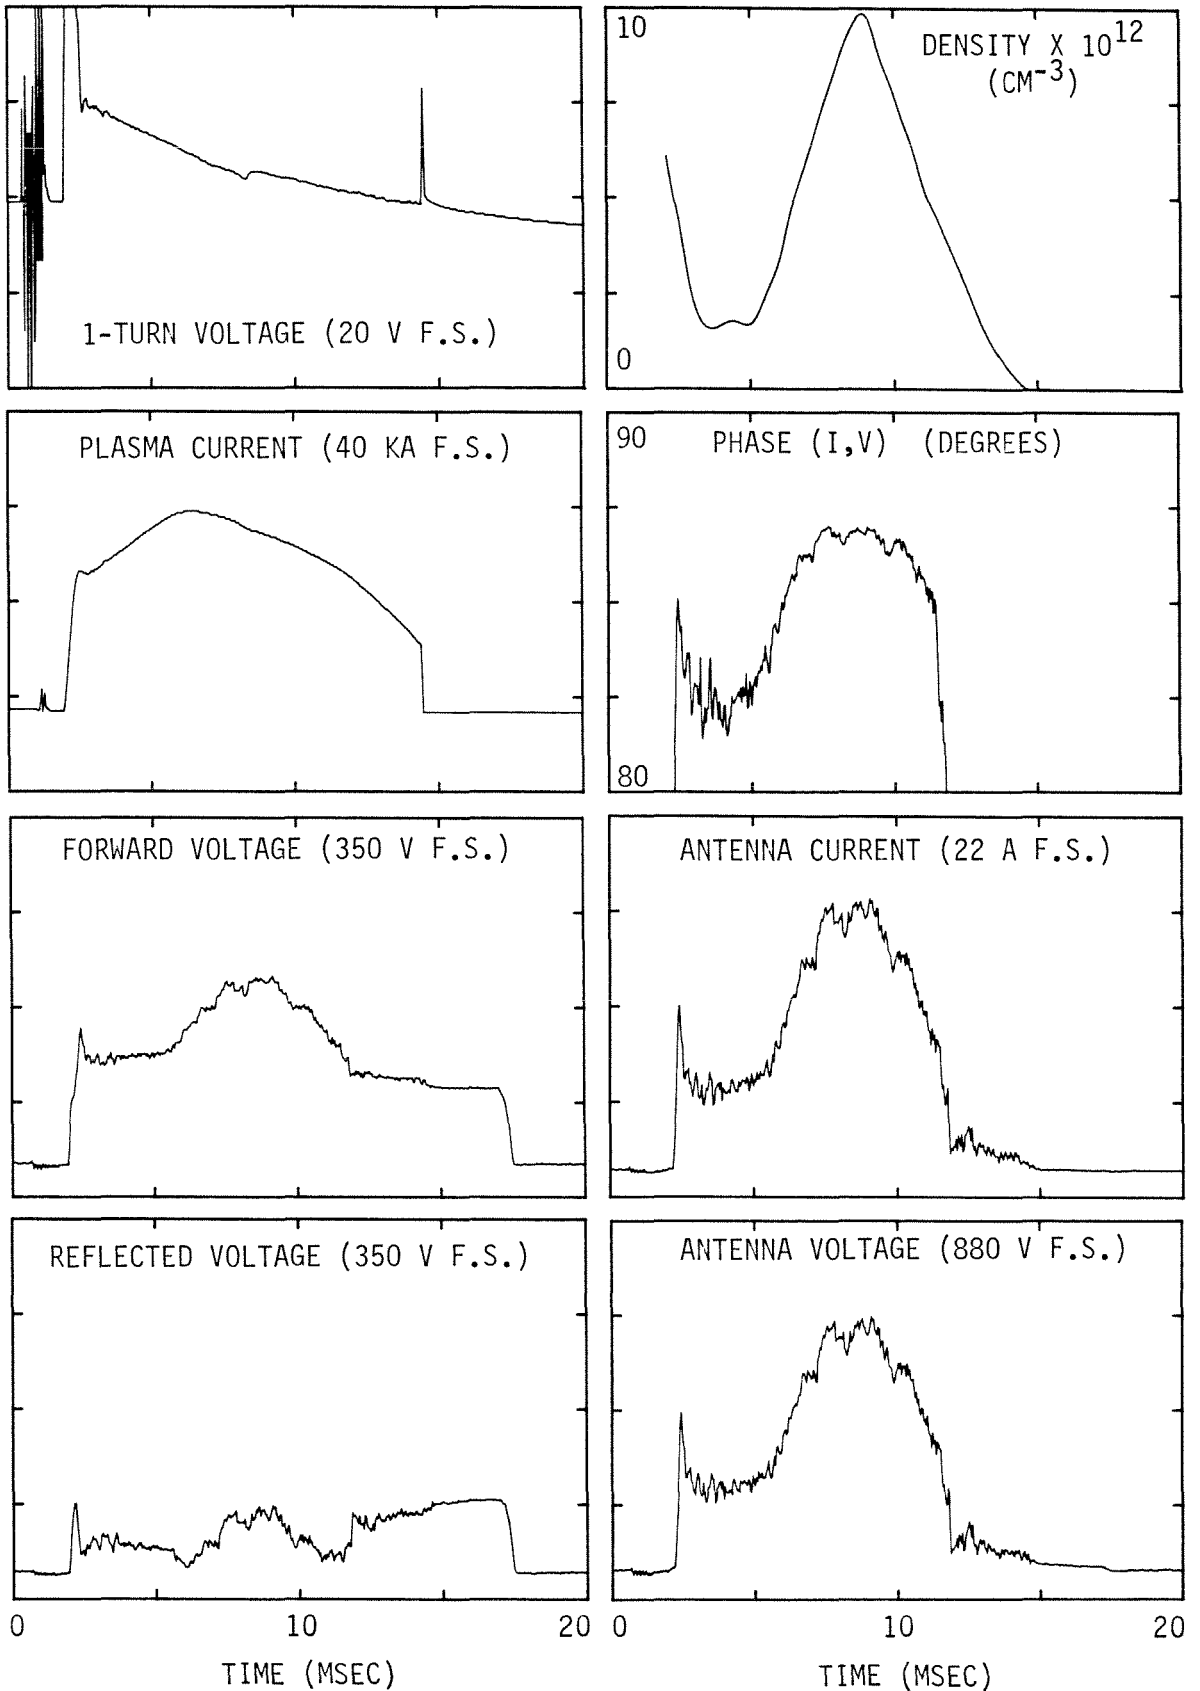 1-TURN VOLTAGE (20 V F.S.)
10
DENSITY X 10¹²
(CM⁻³)
0
PLASMA CURRENT (40 KA F.S.)
90
PHASE (I,V) (DEGREES)
80
FORWARD VOLTAGE (350 V F.S.)
ANTENNA CURRENT (22 A F.S.)
REFLECTED VOLTAGE (350 V F.S.)
ANTENNA VOLTAGE (880 V F.S.)
0 10 20
TIME (MSEC)
0 10 20
TIME (MSEC)